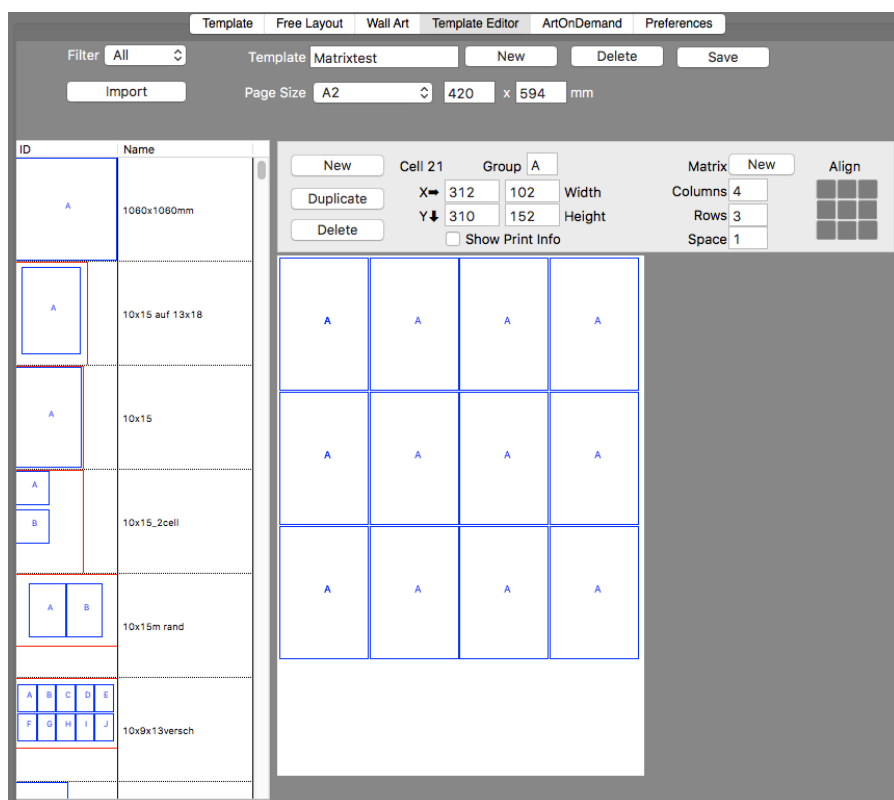 Template Free Layout Wall Art Template Editor ArtOnDemand Preferences
Filter All Template Matrixtest New Delete Save
Import Page Size A2 420 x 594 mm
ID Name
New Cell 21 Group A Matrix New Align
Duplicate X➡ 312 102 Width Columns 4
Y⬇ 310 152 Height Rows 3
Delete Show Print Info Space 1
A 1060x1060mm
A 10x15 auf 13x18
A 10x15
A
B 10x15_2cell
A B 10x15m rand
A B C D E
F G H I J 10x9x13versch
A A A A
A A A A
A A A A